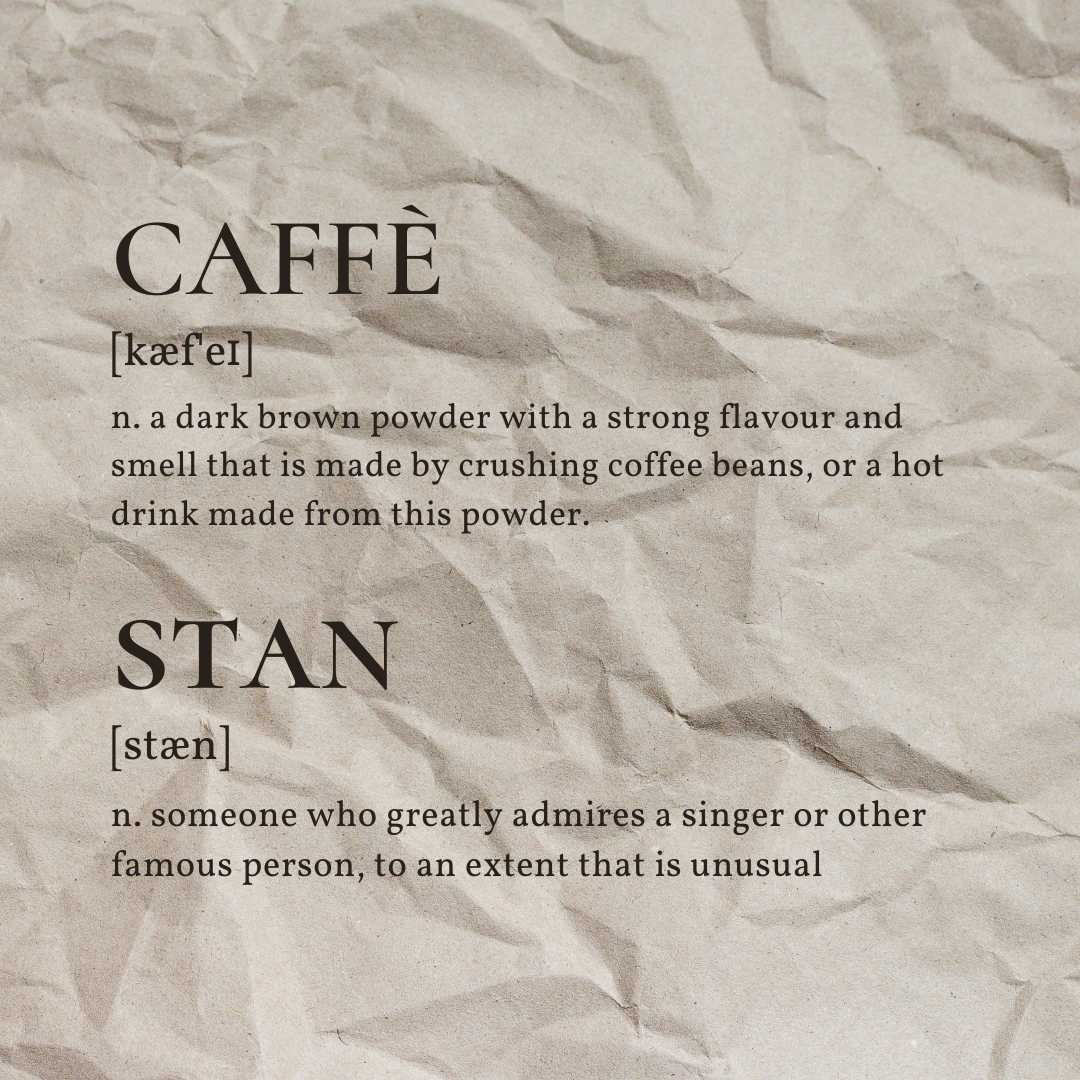 CAFFÈ
[kæf'eɪ]
n. a dark brown powder with a strong flavour and
smell that is made by crushing coffee beans, or a hot
drink made from this powder.
STAN
[stæn]
n. someone who greatly admires a singer or other
famous person, to an extent that is unusual